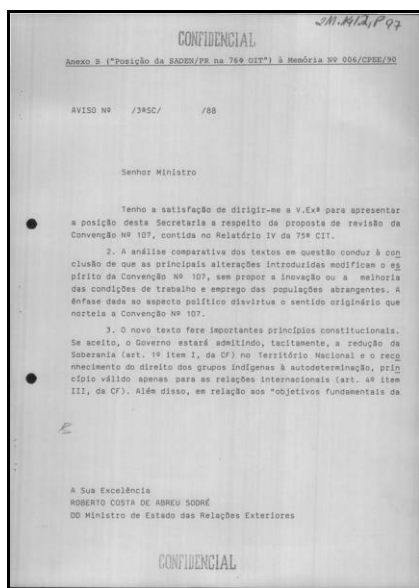 2M.1412, P 97
CONFIDENCIAL
Anexo B ("Posição da SADEN/PR na 76ª OIT") à Memória Nº 006/CPEE/90
AVISO Nº /3ªSC/ /88
Senhor Ministro
Tenho a satisfação de dirigir-me a V.Exª para apresentar
a posição desta Secretaria a respeito da proposta de revisão da
Convenção Nº 107, contida no Relatório IV da 75ª CIT.
2. A análise comparativa dos textos em questão conduz à con
clusão de que as principais alterações introduzidas modificam o es
pírito da Convenção Nº 107, sem propor a inovação ou a melhoria
das condições de trabalho e emprego das populações abrangentes. A
ênfase dada ao aspecto político disvirtua o sentido originário que
norteia a Convenção Nº 107.
3. O novo texto fere importantes princípios constitucionais.
Se aceito, o Governo estará admitindo, tacitamente, a redução da
Soberania (art. 1º item I, da CF) no Território Nacional e o reco
nhecimento do direito dos grupos indígenas à autodeterminação, prin
cípio válido apenas para as relações internacionais (art. 4º item
III, da CF). Além disso, em relação aos "objetivos fundamentais da
A Sua Excelência
ROBERTO COSTA DE ABREU SODRÉ
DD Ministro de Estado das Relações Exteriores
CONFIDENCIAL